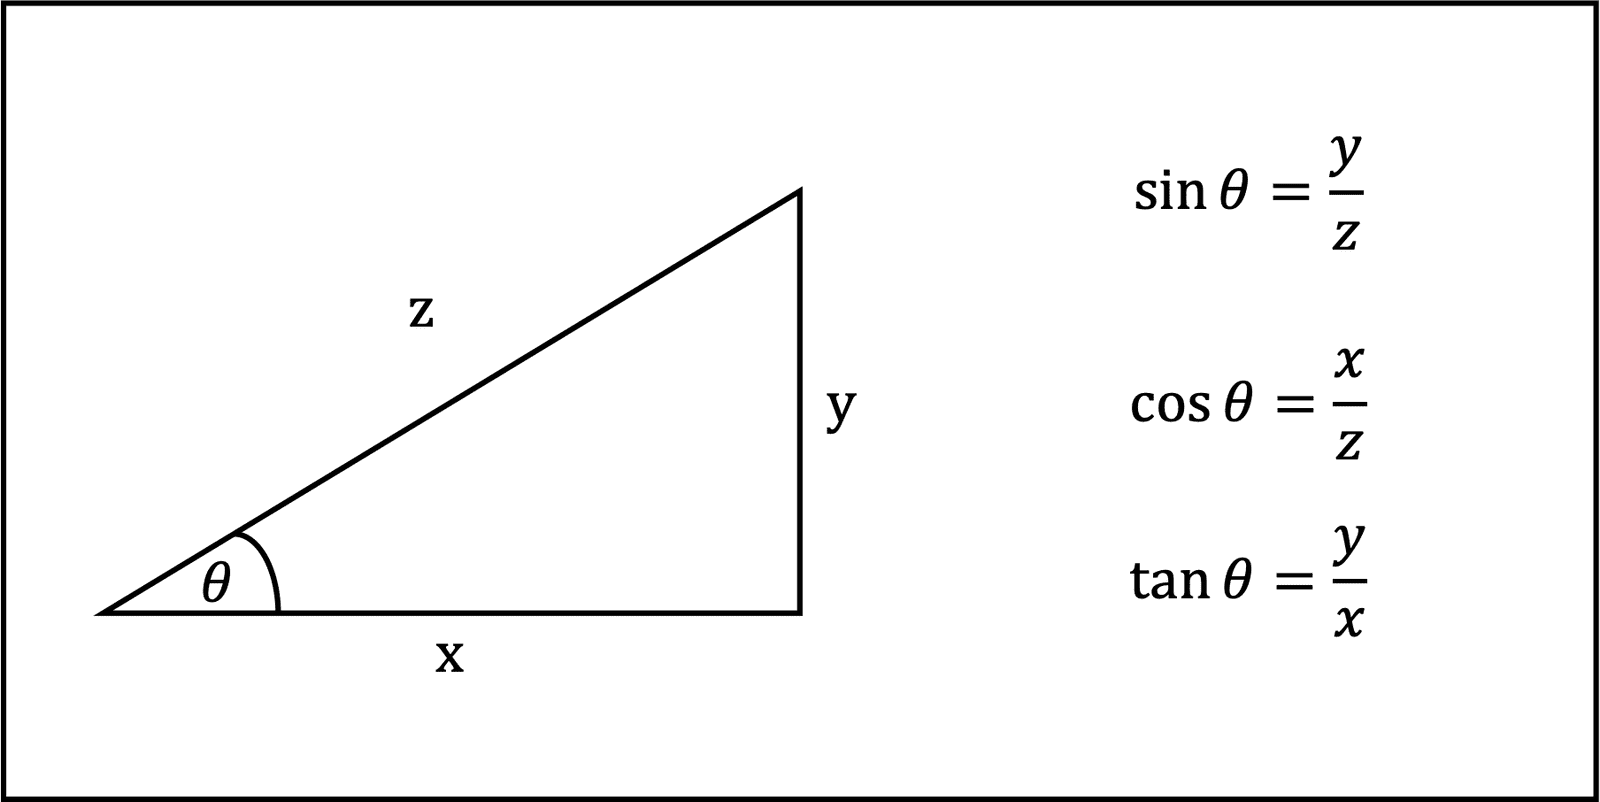 z
y
θ
x
sin θ = y/z
cos θ = x/z
tan θ = y/x